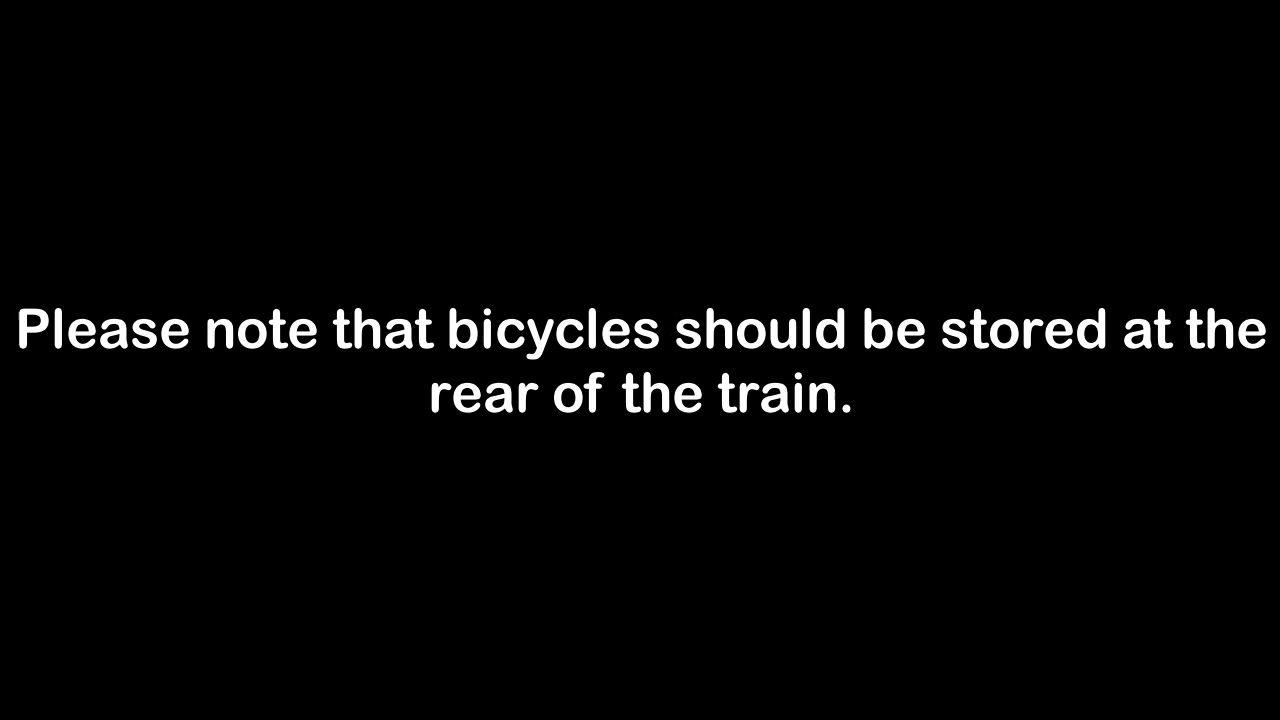 Please note that bicycles should be stored at the
rear of the train.